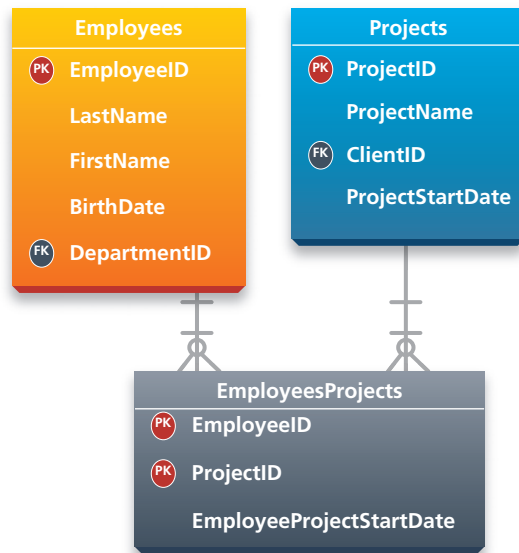 Employees
PK EmployeeID
LastName
FirstName
BirthDate
FK DepartmentID
Projects
PK ProjectID
ProjectName
FK ClientID
ProjectStartDate
EmployeesProjects
PK EmployeeID
PK ProjectID
EmployeeProjectStartDate